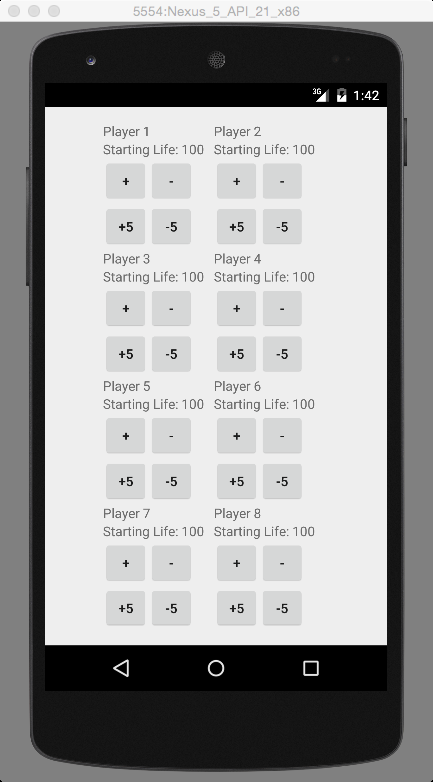 5554:Nexus_5_API_21_x86
3G 1:42
Player 1 Player 2
Starting Life: 100 Starting Life: 100
+ - + -
+5 -5 +5 -5
Player 3 Player 4
Starting Life: 100 Starting Life: 100
+ - + -
+5 -5 +5 -5
Player 5 Player 6
Starting Life: 100 Starting Life: 100
+ - + -
+5 -5 +5 -5
Player 7 Player 8
Starting Life: 100 Starting Life: 100
+ - + -
+5 -5 +5 -5